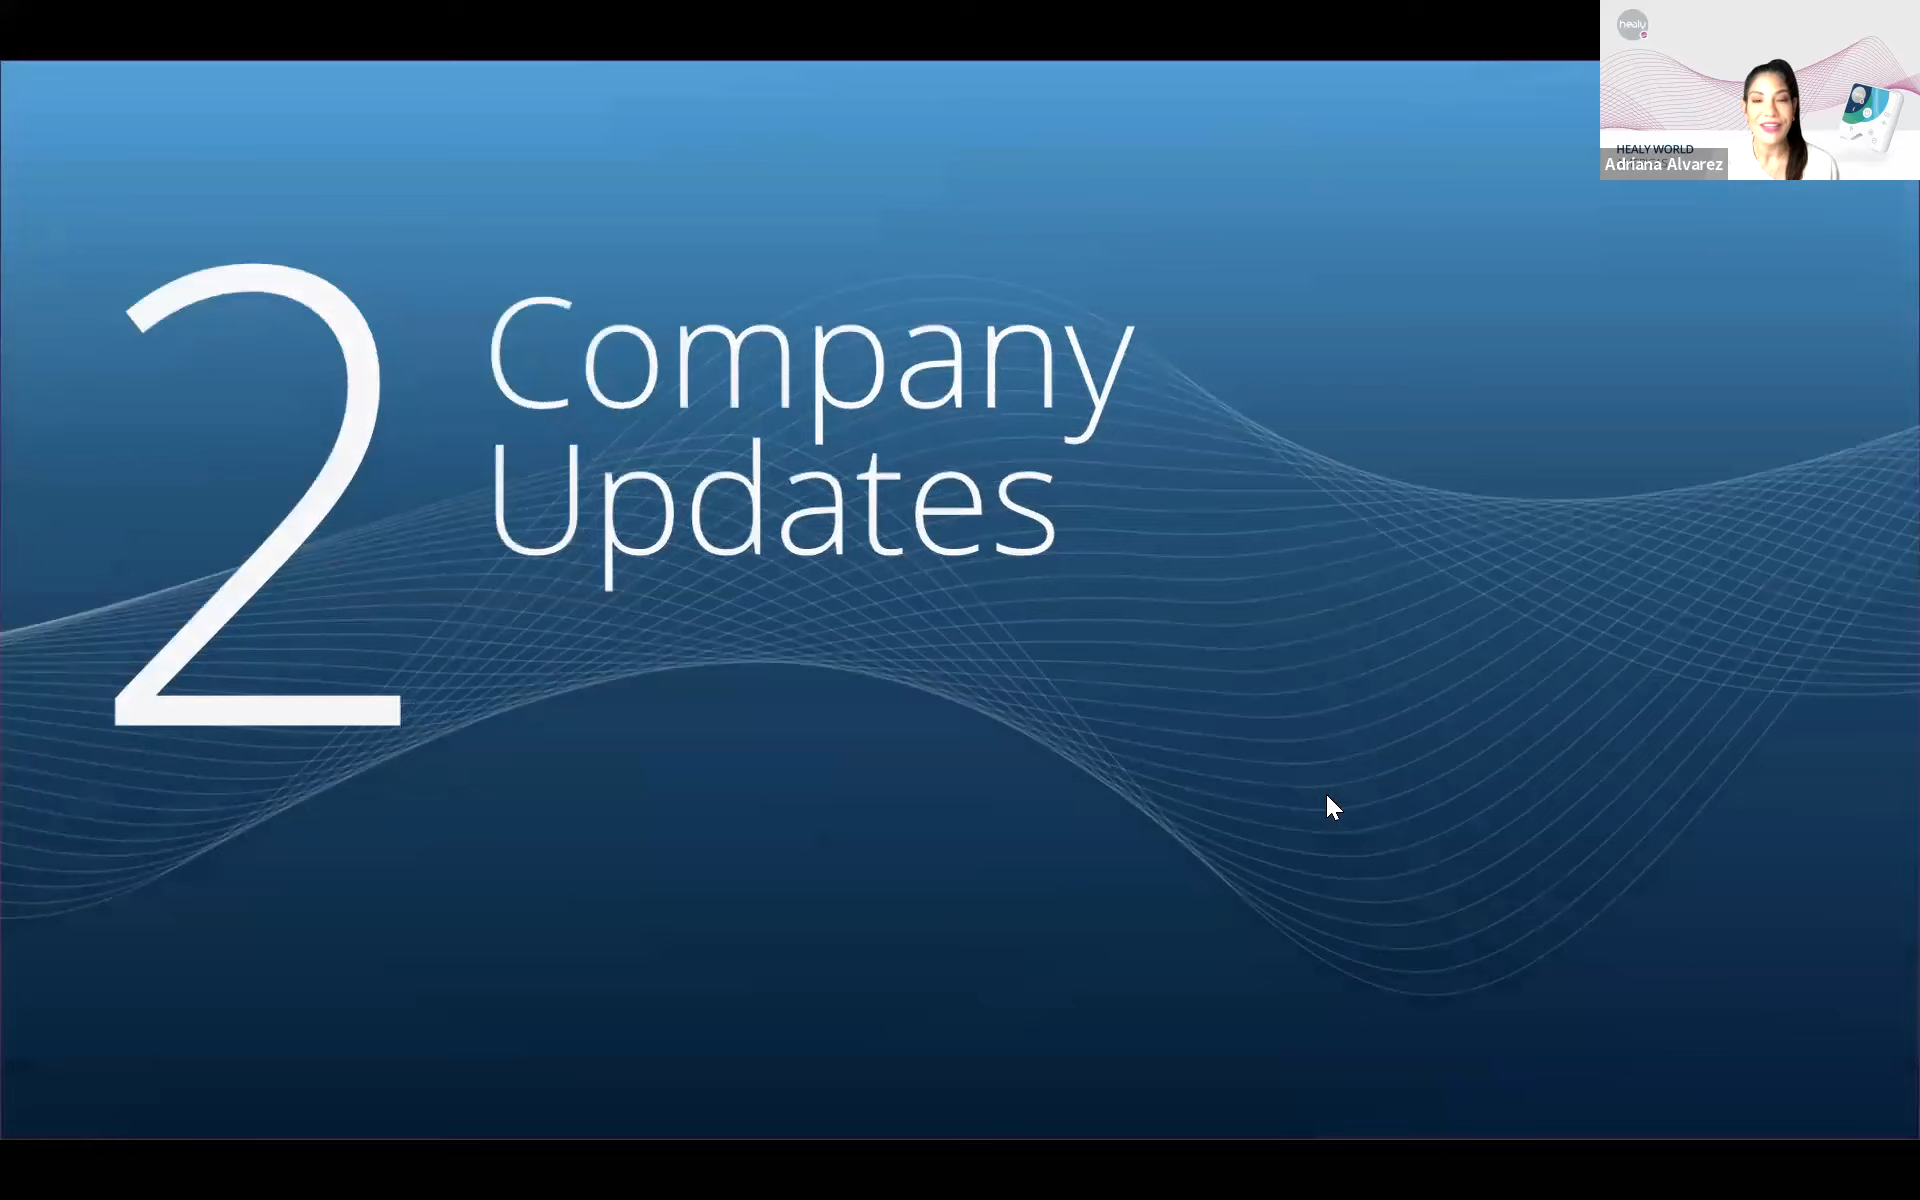 2
Company
Updates
healy
HEALY WORLD
Adriana Alvarez